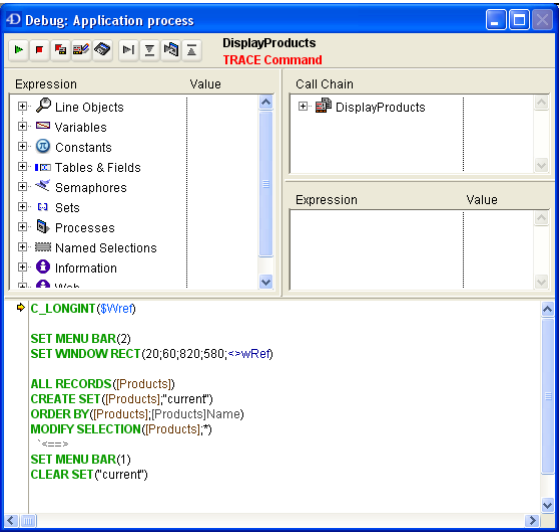 Debug: Application process
DisplayProducts
TRACE Command
Expression Value
Line Objects
Variables
Constants
Tables & Fields
Semaphores
Sets
Processes
Named Selections
Information
Web
Call Chain
DisplayProducts
Expression Value
C_LONGINT($Wref)
SET MENU BAR(2)
SET WINDOW RECT(20;60;820;580;<>wRef)
ALL RECORDS([Products])
CREATE SET([Products];"current")
ORDER BY([Products];[Products]Name)
MODIFY SELECTION([Products];*)
`<==>
SET MENU BAR(1)
CLEAR SET("current")